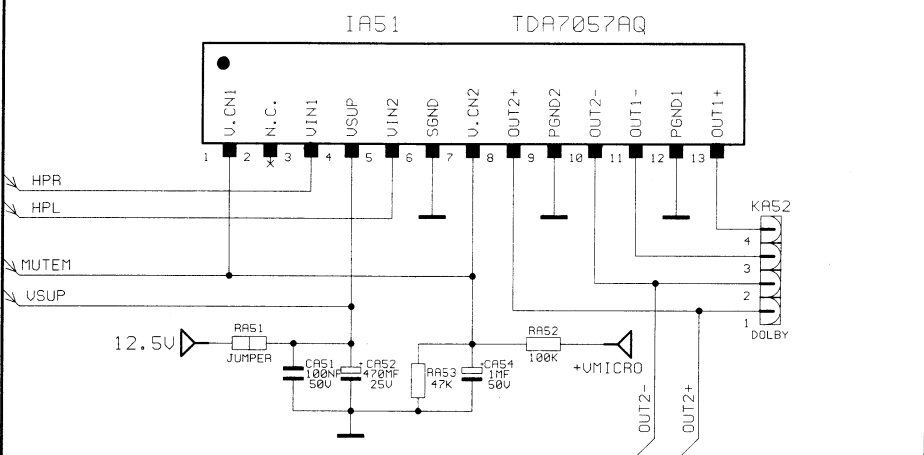 IA51 TDA7057AQ
V.CN1
N.C.
VIN1
VSUP
VIN2
SGND
V.CN2
OUT2+
PGND2
OUT2-
OUT1-
PGND1
OUT1+
1 2 3 4 5 6 7 8 9 10 11 12 13
HPR
HPL
MUTEM
VSUP
KA52
4
3
2
1
DOLBY
12.5V
RA51
JUMPER
CA51
100NF
50V
+
CA52
470MF
25V
RA53
47K
+
CA54
1MF
50V
RA52
100K
+VMICRO
OUT2-
OUT2+